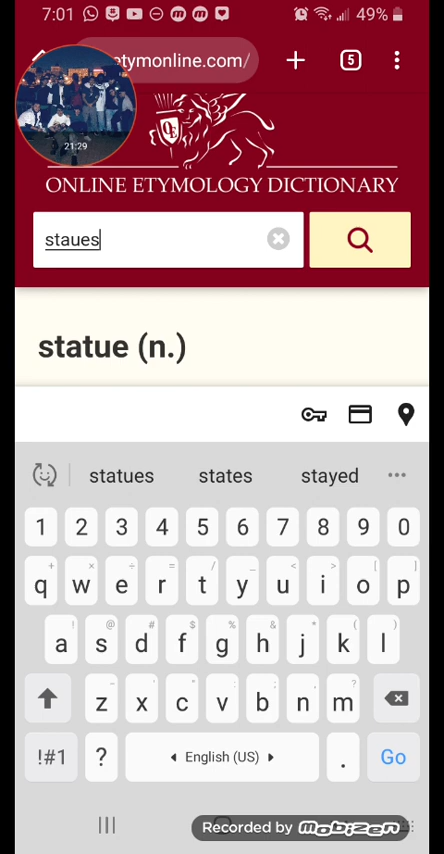 7:01 49%
etymonline.com/ 5
21:29
OE
ONLINE ETYMOLOGY DICTIONARY
staues
statue (n.)
statues states stayed
1 2 3 4 5 6 7 8 9 0
+ × ÷ = / _ < > [ ]
q w e r t y u i o p
! @ # $ % & * ( )
a s d f g h j k l
- ' " : ; , ?
z x c v b n m
!#1 ? English (US) . Go
Recorded by MOBIZEN